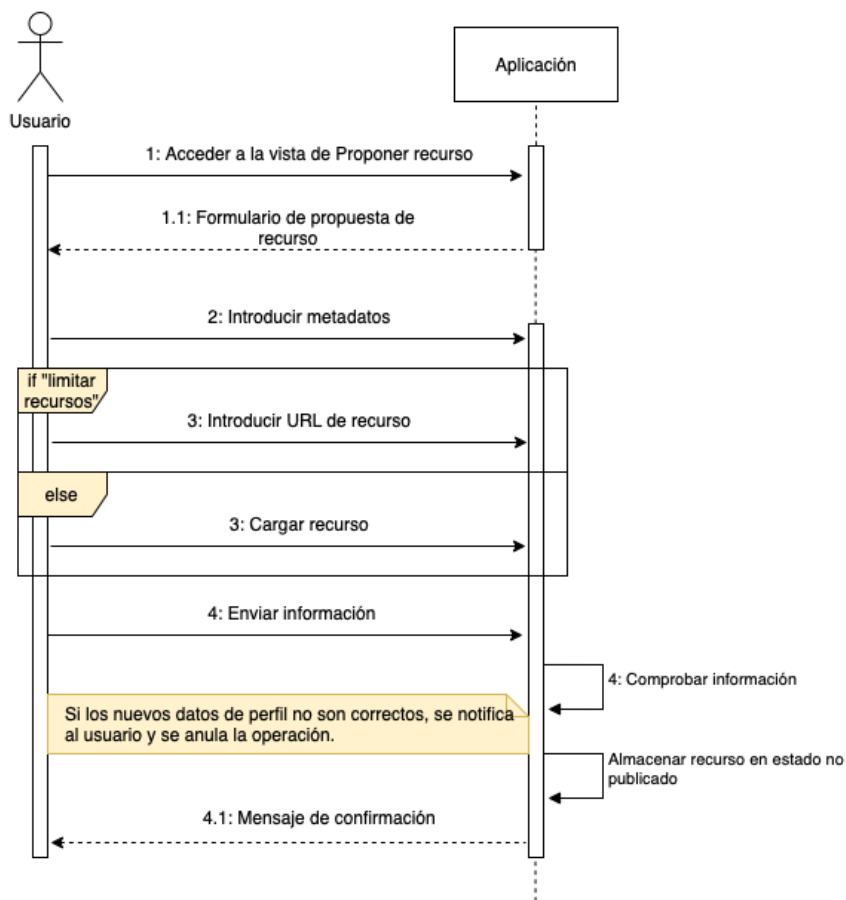 Usuario
Aplicación
1: Acceder a la vista de Proponer recurso
1.1: Formulario de propuesta de
recurso
2: Introducir metadatos
if "limitar
recursos"
3: Introducir URL de recurso
else
3: Cargar recurso
4: Enviar información
4: Comprobar información
Si los nuevos datos de perfil no son correctos, se notifica
al usuario y se anula la operación.
Almacenar recurso en estado no
publicado
4.1: Mensaje de confirmación